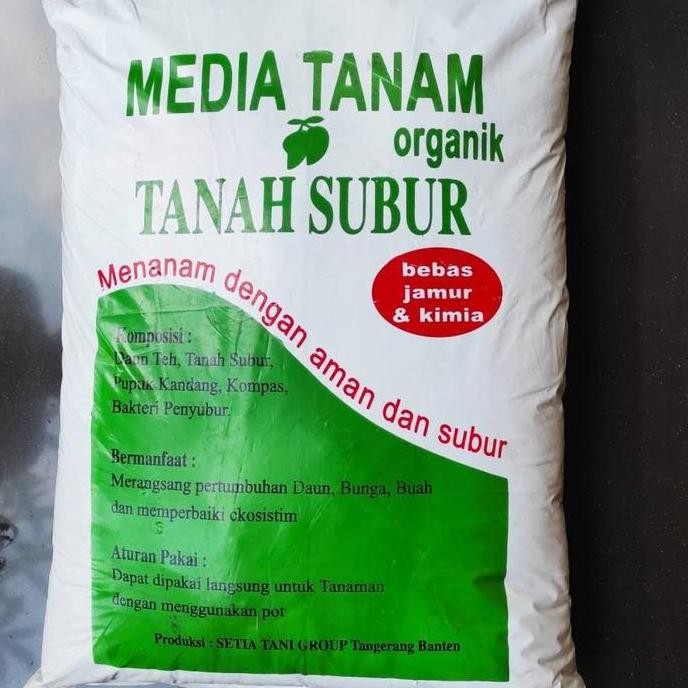 MEDIA TANAM
organik
TANAH SUBUR
bebas
jamur
& kimia
Menanam dengan aman dan subur
Komposisi :
Daun Teh, Tanah Subur,
Pupuk Kandang, Kompas,
Bakteri Penyubur.
Bermanfaat :
Merangsang pertumbuhan Daun, Bunga, Buah
dan memperbaiki ekosistim
Aturan Pakai :
Dapat dipakai langsung untuk Tanaman
dengan menggunakan pot
Produksi : SETIA TANI GROUP Tangerang Banten